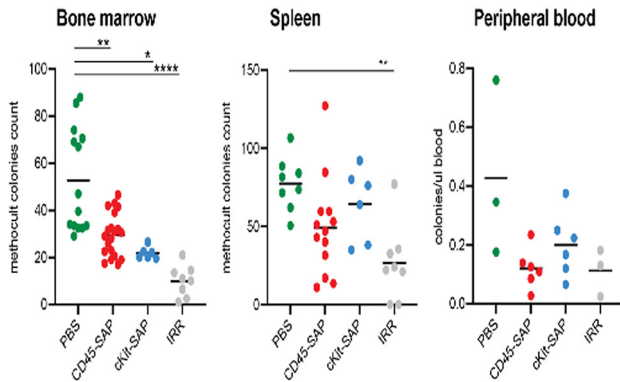 Bone marrow
Spleen
Peripheral blood
**
*
****
**
methocult colonies count
100
80
60
40
20
0
PBS
CD45-SAP
cKit-SAP
IRR
methocult colonies count
150
100
50
0
PBS
CD45-SAP
cKit-SAP
IRR
colonies/ul blood
0.8
0.6
0.4
0.2
0.0
PBS
CD45-SAP
cKit-SAP
IRR